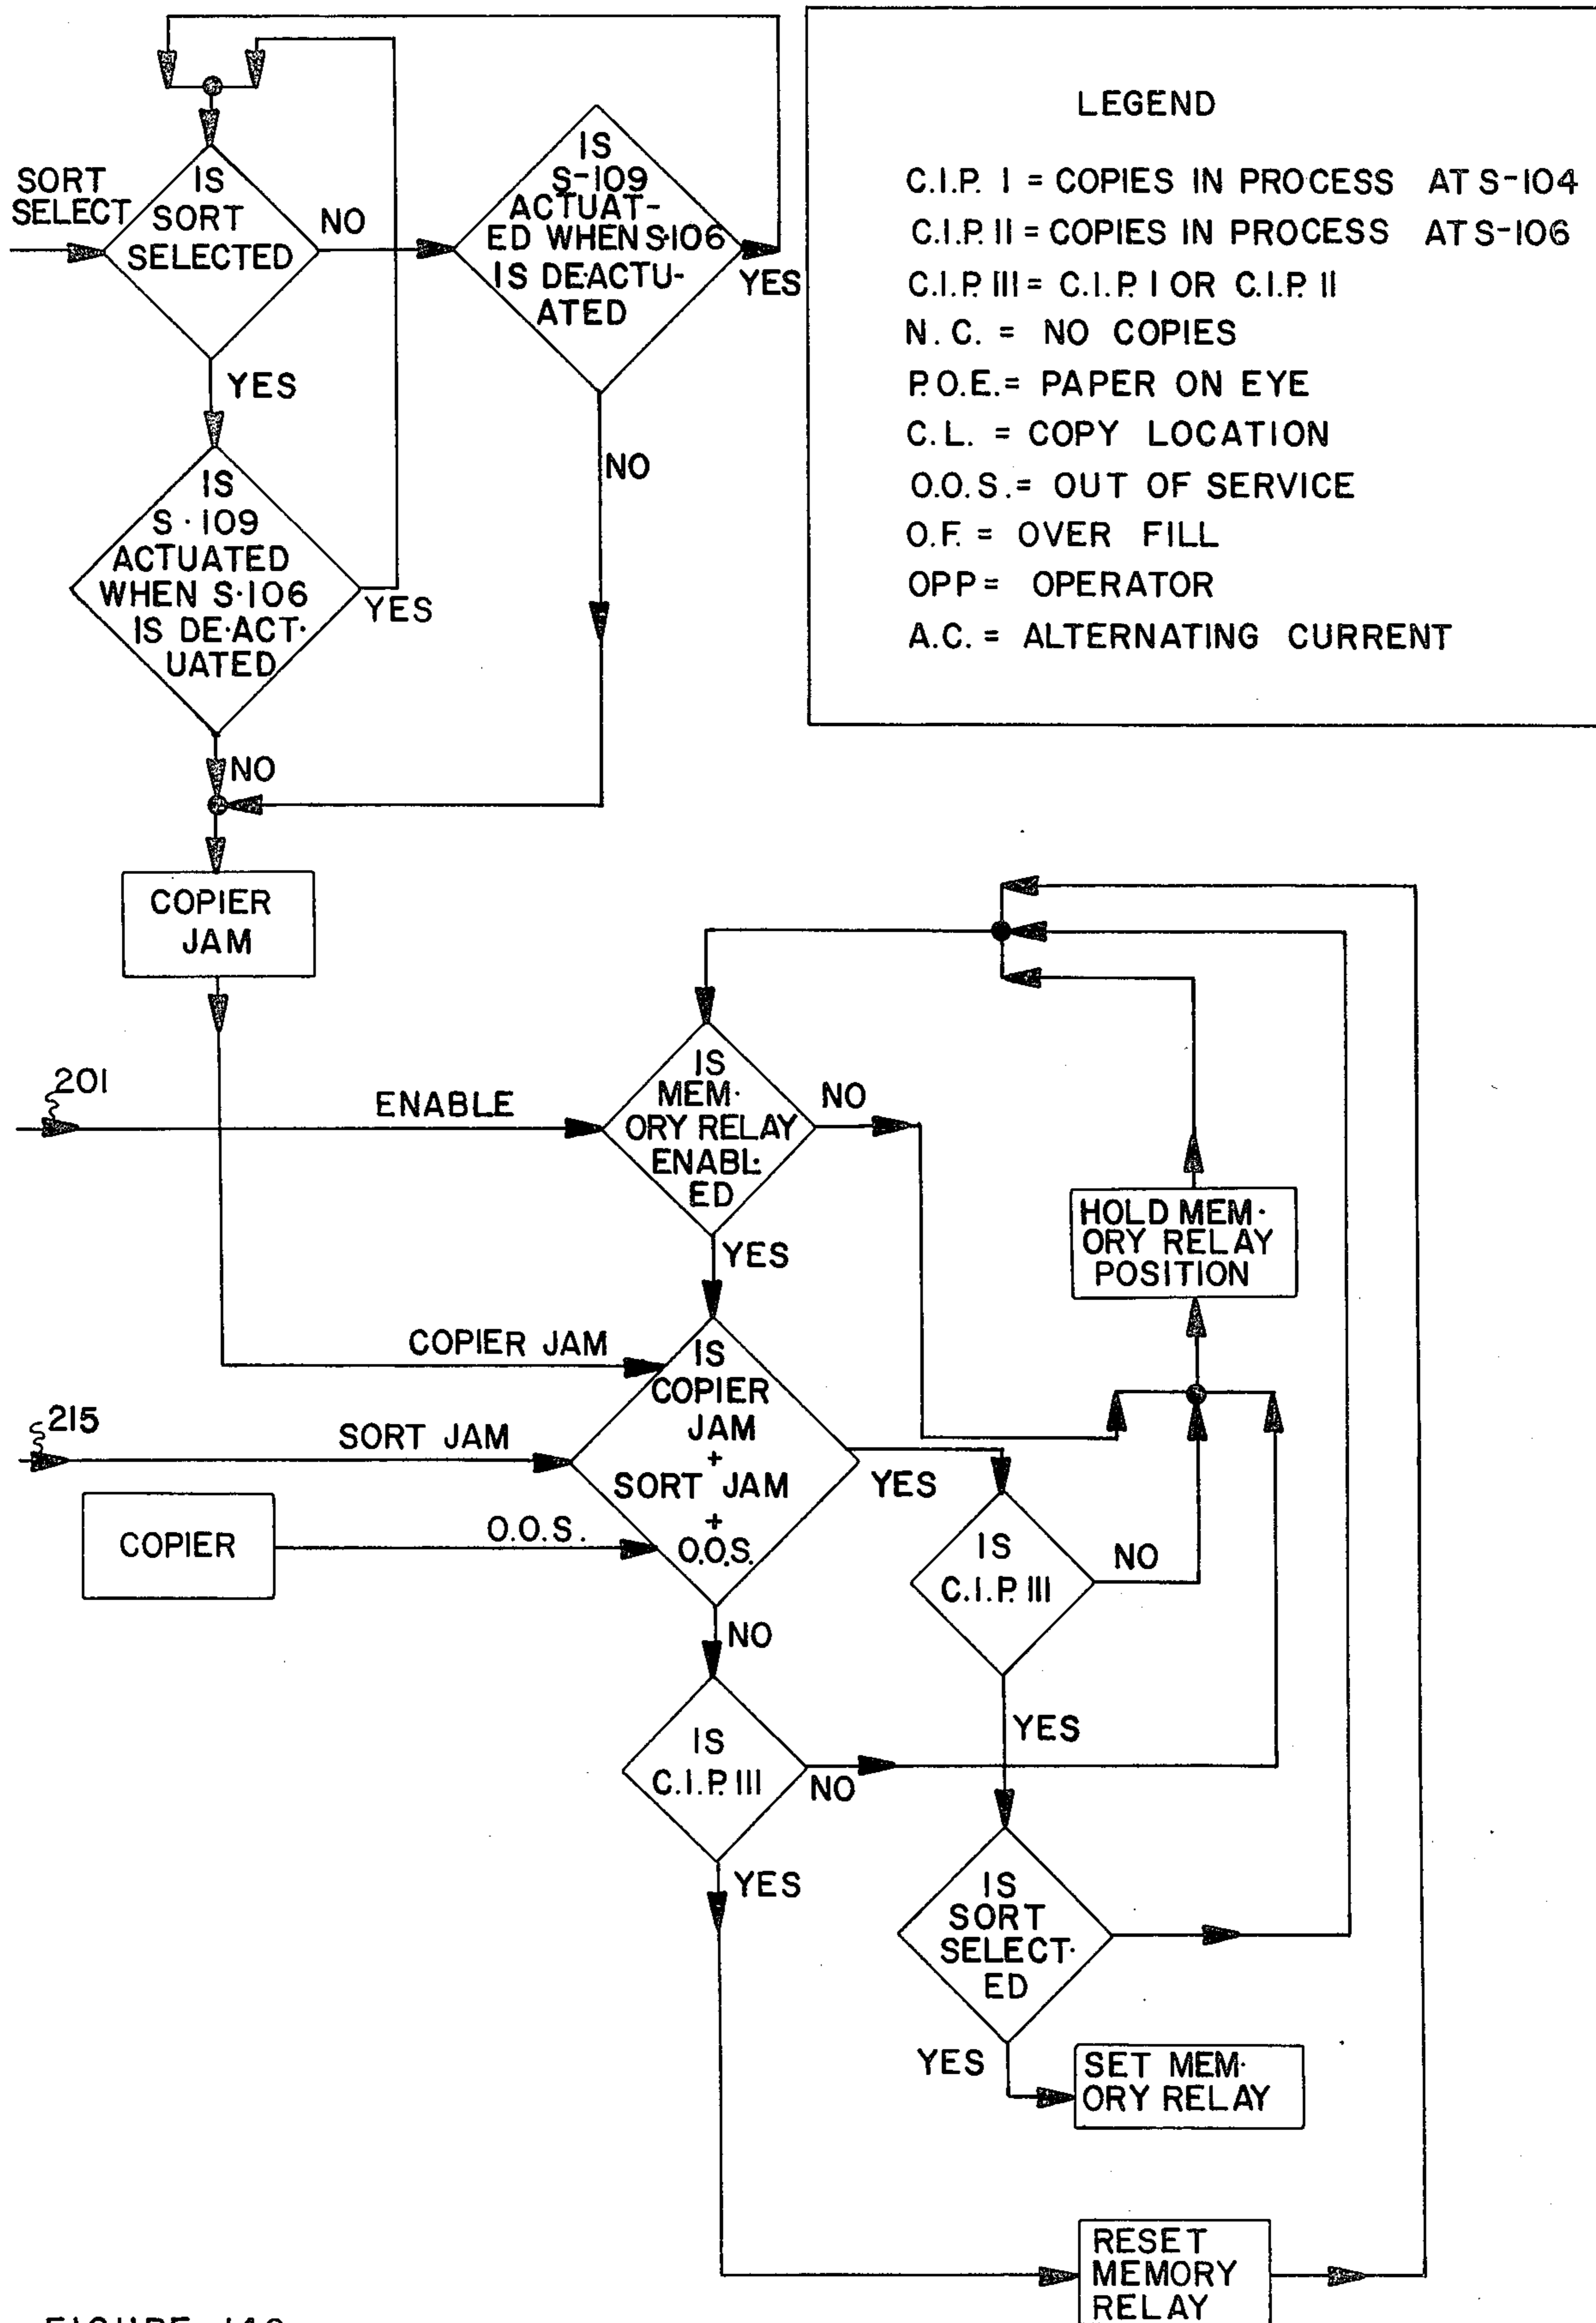 SORT
SELECT
IS
SORT
SELECTED
NO
YES
IS
S-109
ACTUAT-
ED WHEN S·106
IS DE·ACTU-
ATED
YES
NO
IS
S·109
ACTUATED
WHEN S·106
IS DE·ACT·
UATED
YES
NO
LEGEND
C.I.P. I = COPIES IN PROCESS AT S-104
C.I.P. II = COPIES IN PROCESS AT S-106
C.I.P. III = C.I.P. I OR C.I.P. II
N.C. = NO COPIES
P.O.E. = PAPER ON EYE
C.L. = COPY LOCATION
O.O.S. = OUT OF SERVICE
O.F. = OVER FILL
OPP = OPERATOR
A.C. = ALTERNATING CURRENT
COPIER
JAM
201
ENABLE
IS
MEM·
ORY RELAY
ENABL·
ED
NO
YES
HOLD MEM·
ORY RELAY
POSITION
COPIER JAM
215
SORT JAM
COPIER
O.O.S.
IS
COPIER
JAM
+
SORT JAM
+
O.O.S.
YES
NO
IS
C.I.P. III
NO
YES
IS
C.I.P. III
NO
YES
IS
SORT
SELECT·
ED
YES
SET MEM·
ORY RELAY
RESET
MEMORY
RELAY